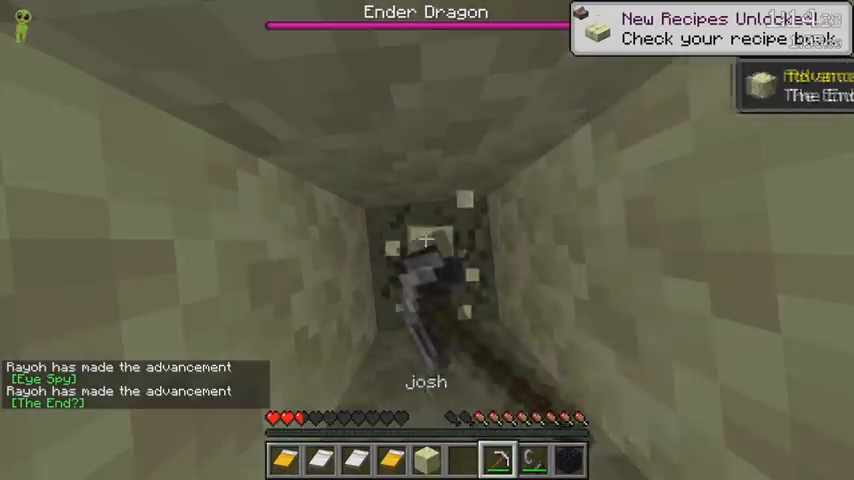 Ender Dragon
New Recipes Unlocked!
Check your recipe book
The End
Rayoh has made the advancement
[Eye Spy]
Rayoh has made the advancement
[The End?]
josh